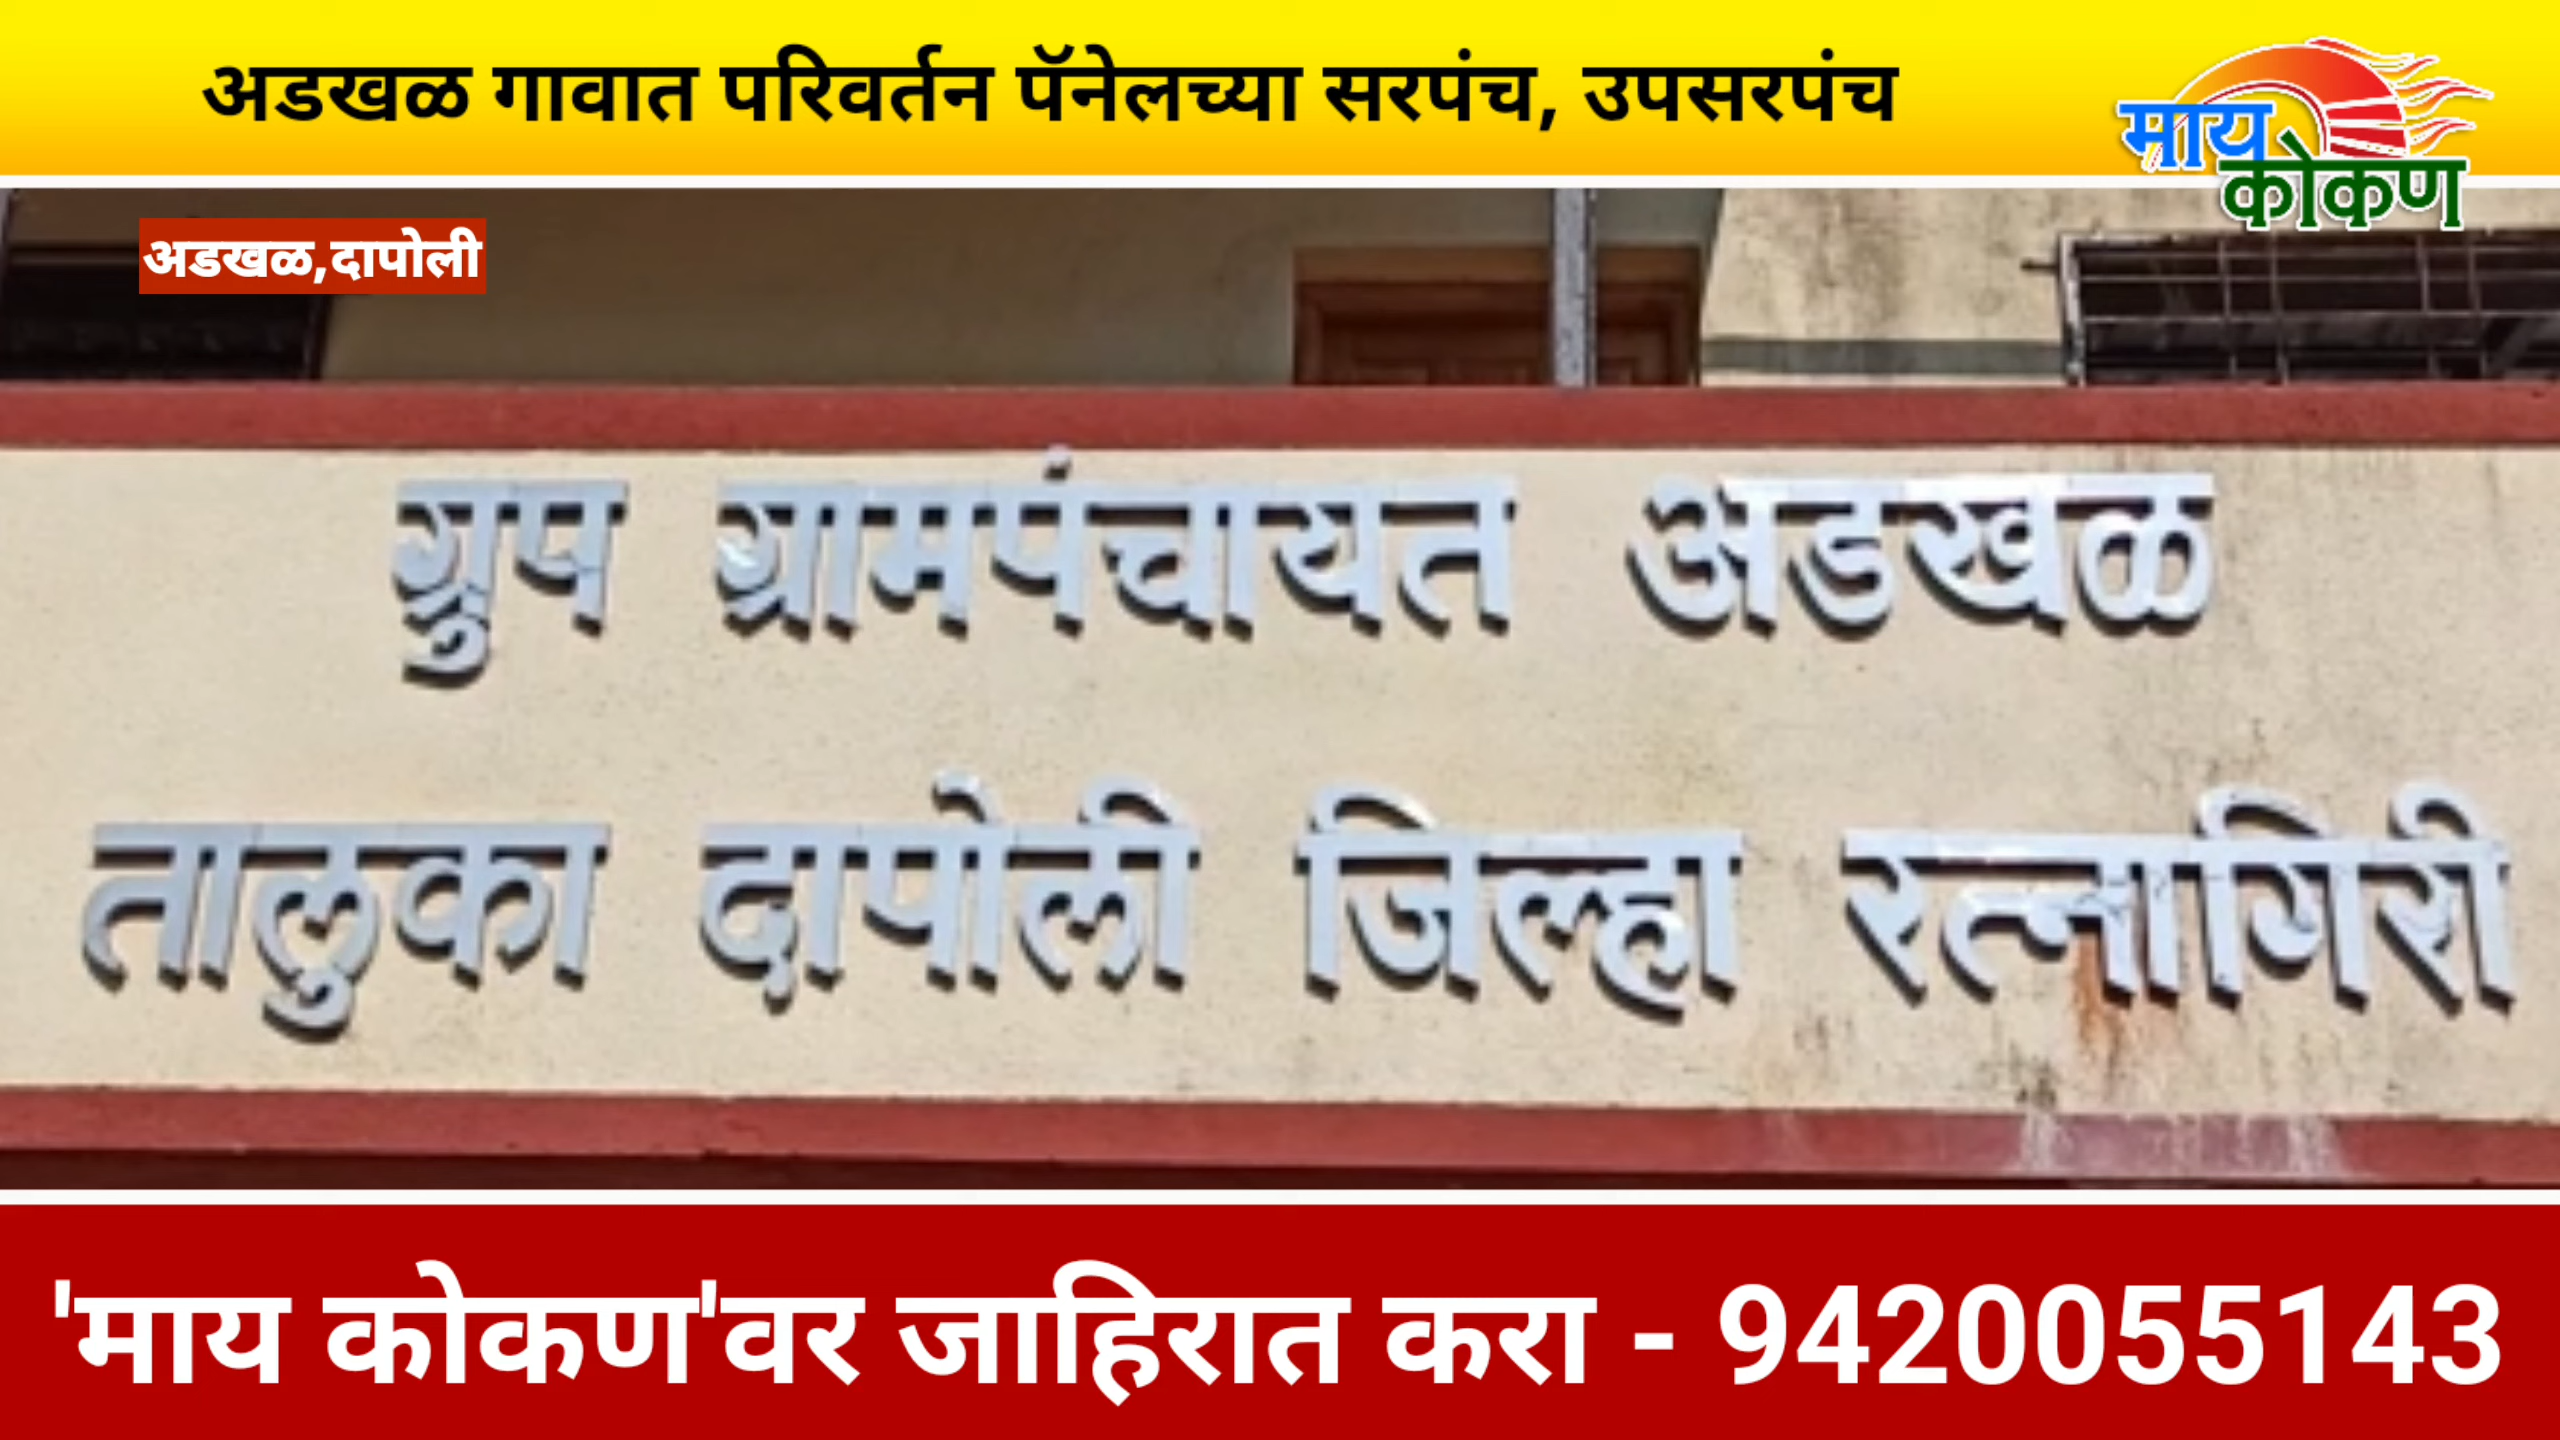 अडखळ गावात परिवर्तन पॅनेलच्या सरपंच, उपसरपंच
माय
कोकण
अडखळ,दापोली
ग्रुप ग्रामपंचायत अडखळ
तालुका दापोली जिल्हा रत्नागिरी
'माय कोकण'वर जाहिरात करा - 9420055143